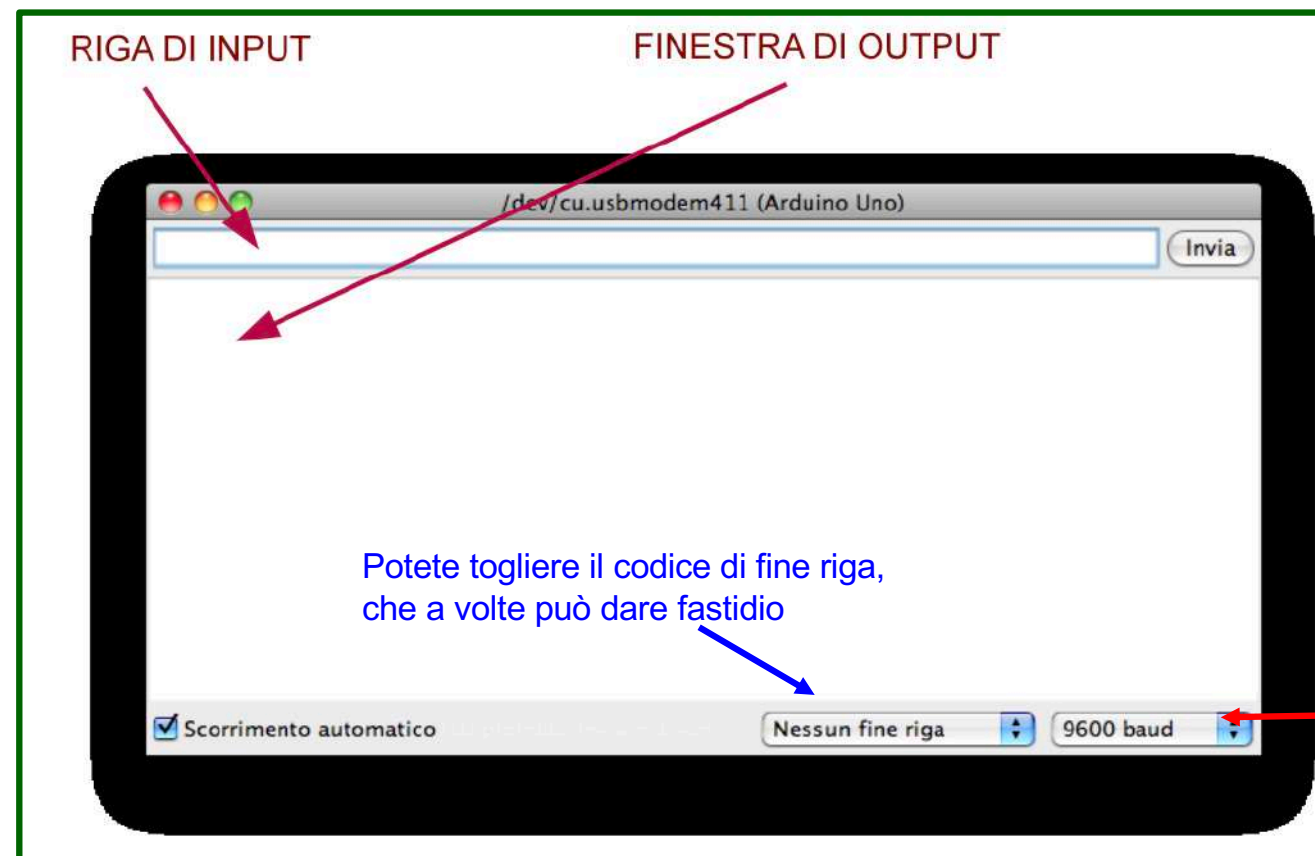 RIGA DI INPUT
FINESTRA DI OUTPUT
/dev/cu.usbmodem411 (Arduino Uno)
Invia
Potete togliere il codice di fine riga,
che a volte può dare fastidio
Scorrimento automatico
Nessun fine riga
9600 baud